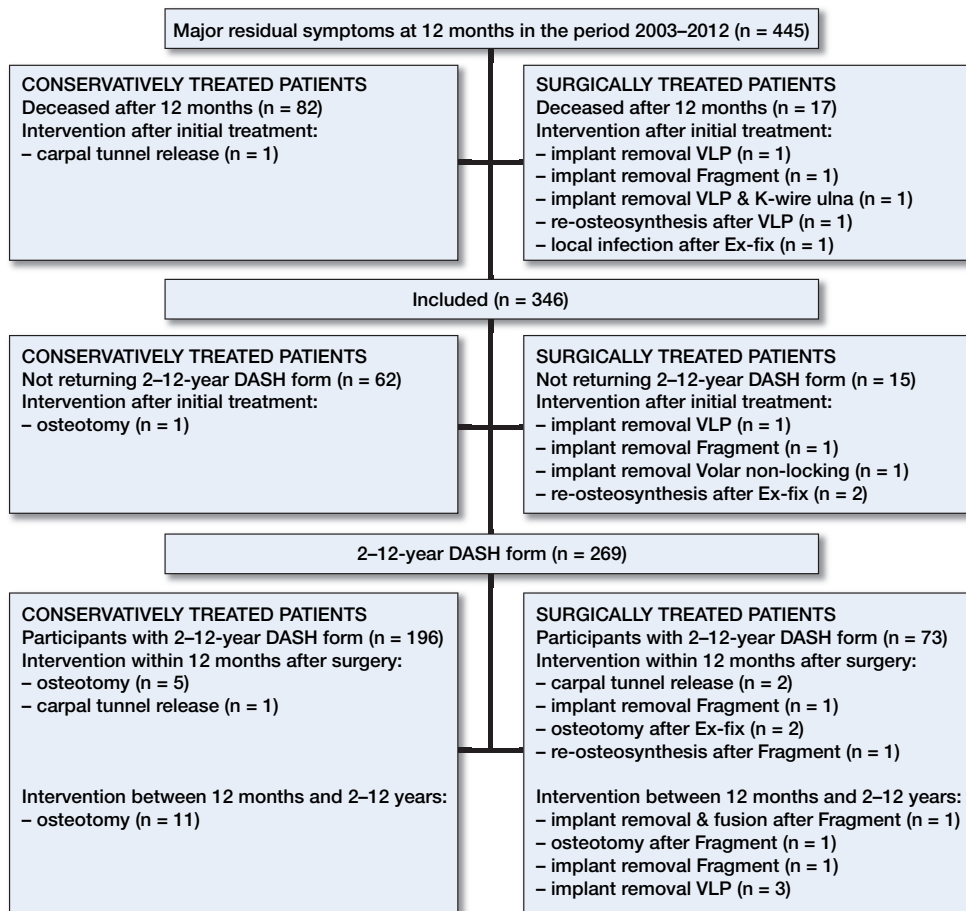 Major residual symptoms at 12 months in the period 2003–2012 (n = 445)
CONSERVATIVELY TREATED PATIENTS
Deceased after 12 months (n = 82)
Intervention after initial treatment:
– carpal tunnel release (n = 1)
SURGICALLY TREATED PATIENTS
Deceased after 12 months (n = 17)
Intervention after initial treatment:
– implant removal VLP (n = 1)
– implant removal Fragment (n = 1)
– implant removal VLP & K-wire ulna (n = 1)
– re-osteosynthesis after VLP (n = 1)
– local infection after Ex-fix (n = 1)
Included (n = 346)
CONSERVATIVELY TREATED PATIENTS
Not returning 2–12-year DASH form (n = 62)
Intervention after initial treatment:
– osteotomy (n = 1)
SURGICALLY TREATED PATIENTS
Not returning 2–12-year DASH form (n = 15)
Intervention after initial treatment:
– implant removal VLP (n = 1)
– implant removal Fragment (n = 1)
– implant removal Volar non-locking (n = 1)
– re-osteosynthesis after Ex-fix (n = 2)
2–12-year DASH form (n = 269)
CONSERVATIVELY TREATED PATIENTS
Participants with 2–12-year DASH form (n = 196)
Intervention within 12 months after surgery:
– osteotomy (n = 5)
– carpal tunnel release (n = 1)
Intervention between 12 months and 2–12 years:
– osteotomy (n = 11)
SURGICALLY TREATED PATIENTS
Participants with 2–12-year DASH form (n = 73)
Intervention within 12 months after surgery:
– carpal tunnel release (n = 2)
– implant removal Fragment (n = 1)
– osteotomy after Ex-fix (n = 2)
– re-osteosynthesis after Fragment (n = 1)
Intervention between 12 months and 2–12 years:
– implant removal & fusion after Fragment (n = 1)
– osteotomy after Fragment (n = 1)
– implant removal Fragment (n = 1)
– implant removal VLP (n = 3)